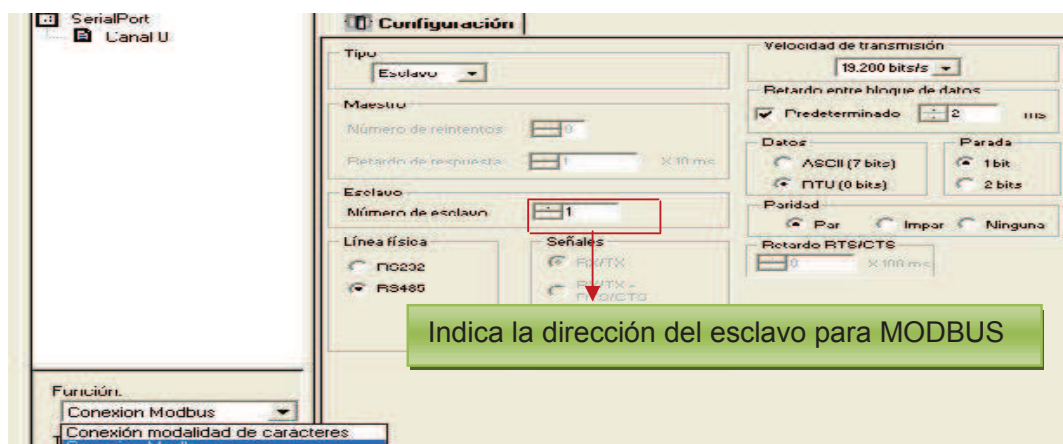 SerialPort
Canal 0
Configuración
Tipo
Esclavo
Maestro
Número de reintentos
0
Retardo de respuesta
1
X 10 ms
Esclavo
Número de esclavo
1
Línea física
RS232
RS485
Señales
RX/TX
RX/TX -
RTS/CTS
Velocidad de transmisión
19.200 bits/s
Retardo entre bloque de datos
Predeterminado
2
ms
Datos
ASCII (7 bits)
RTU (8 bits)
Parada
1 bit
2 bits
Paridad
Par
Impar
Ninguna
Retardo RTS/CTS
0
X 100 ms
Indica la dirección del esclavo para MODBUS
Función:
Conexion Modbus
Conexión modalidad de caracteres